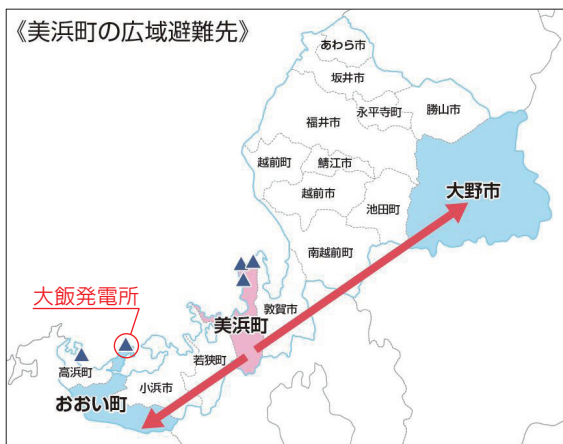 《美浜町の広域避難先》
あわら市
坂井市
永平寺町
勝山市
福井市
越前町
鯖江市
越前市
池田町
大野市
南越前町
敦賀市
美浜町
大飯発電所
若狭町
高浜町
小浜市
おおい町